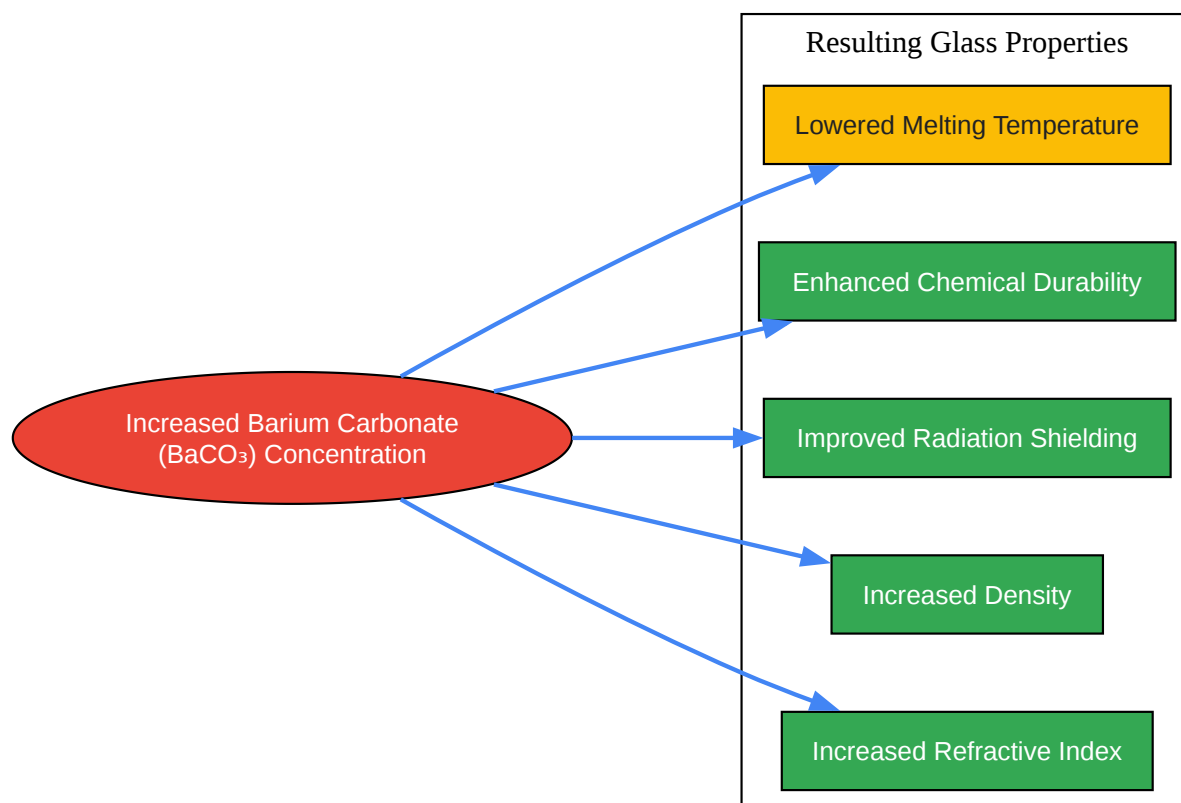 Resulting Glass Properties
Lowered Melting Temperature
Enhanced Chemical Durability
Increased Barium Carbonate
(BaCO₃) Concentration
Improved Radiation Shielding
Increased Density
Increased Refractive Index